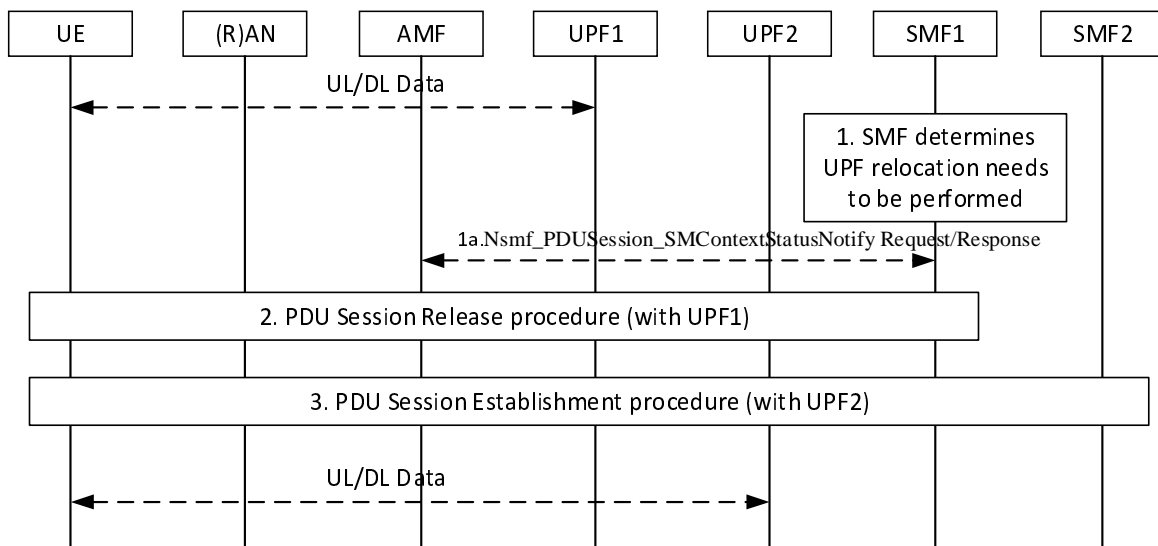 UE (R)AN AMF UPF1 UPF2 SMF1 SMF2
UL/DL Data
1. SMF determines
UPF relocation needs
to be performed
1a.Nsmf_PDUSession_SMContextStatusNotify Request/Response
2. PDU Session Release procedure (with UPF1)
3. PDU Session Establishment procedure (with UPF2)
UL/DL Data